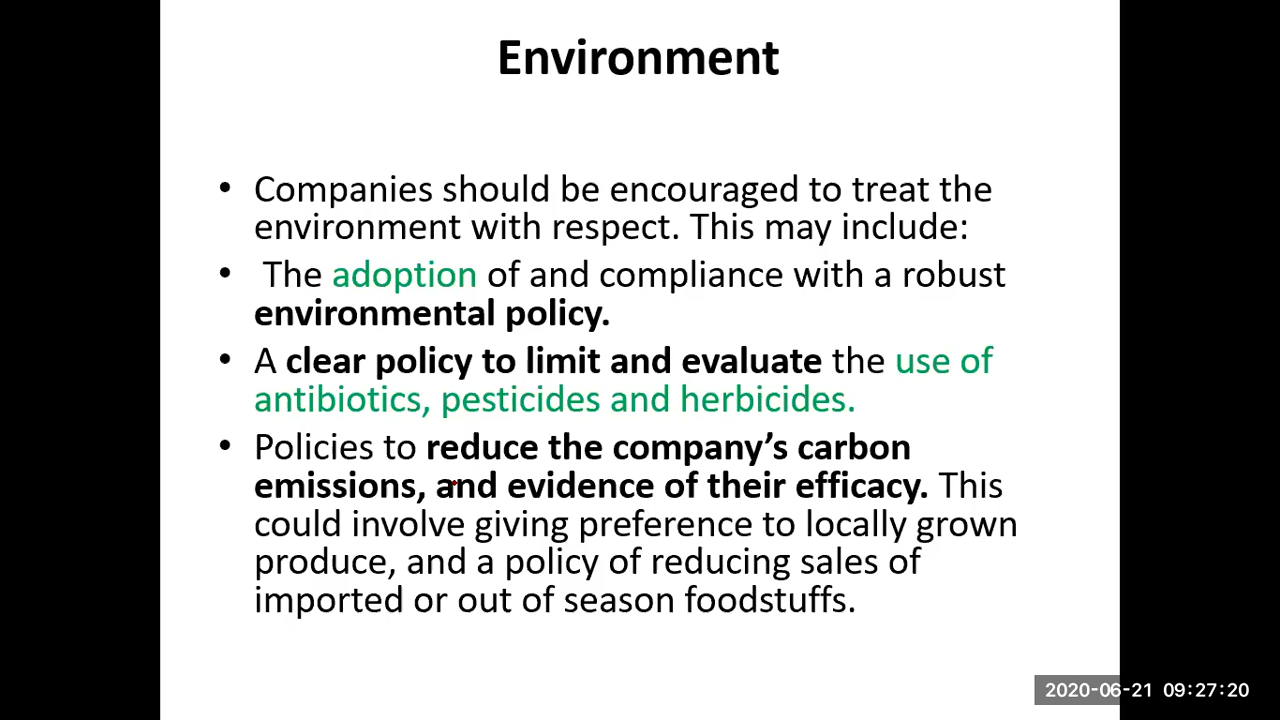 Environment
• Companies should be encouraged to treat the
environment with respect. This may include:
• The adoption of and compliance with a robust
environmental policy.
• A clear policy to limit and evaluate the use of
antibiotics, pesticides and herbicides.
• Policies to reduce the company’s carbon
emissions, and evidence of their efficacy. This
could involve giving preference to locally grown
produce, and a policy of reducing sales of
imported or out of season foodstuffs.
2020-06-21 09:27:20